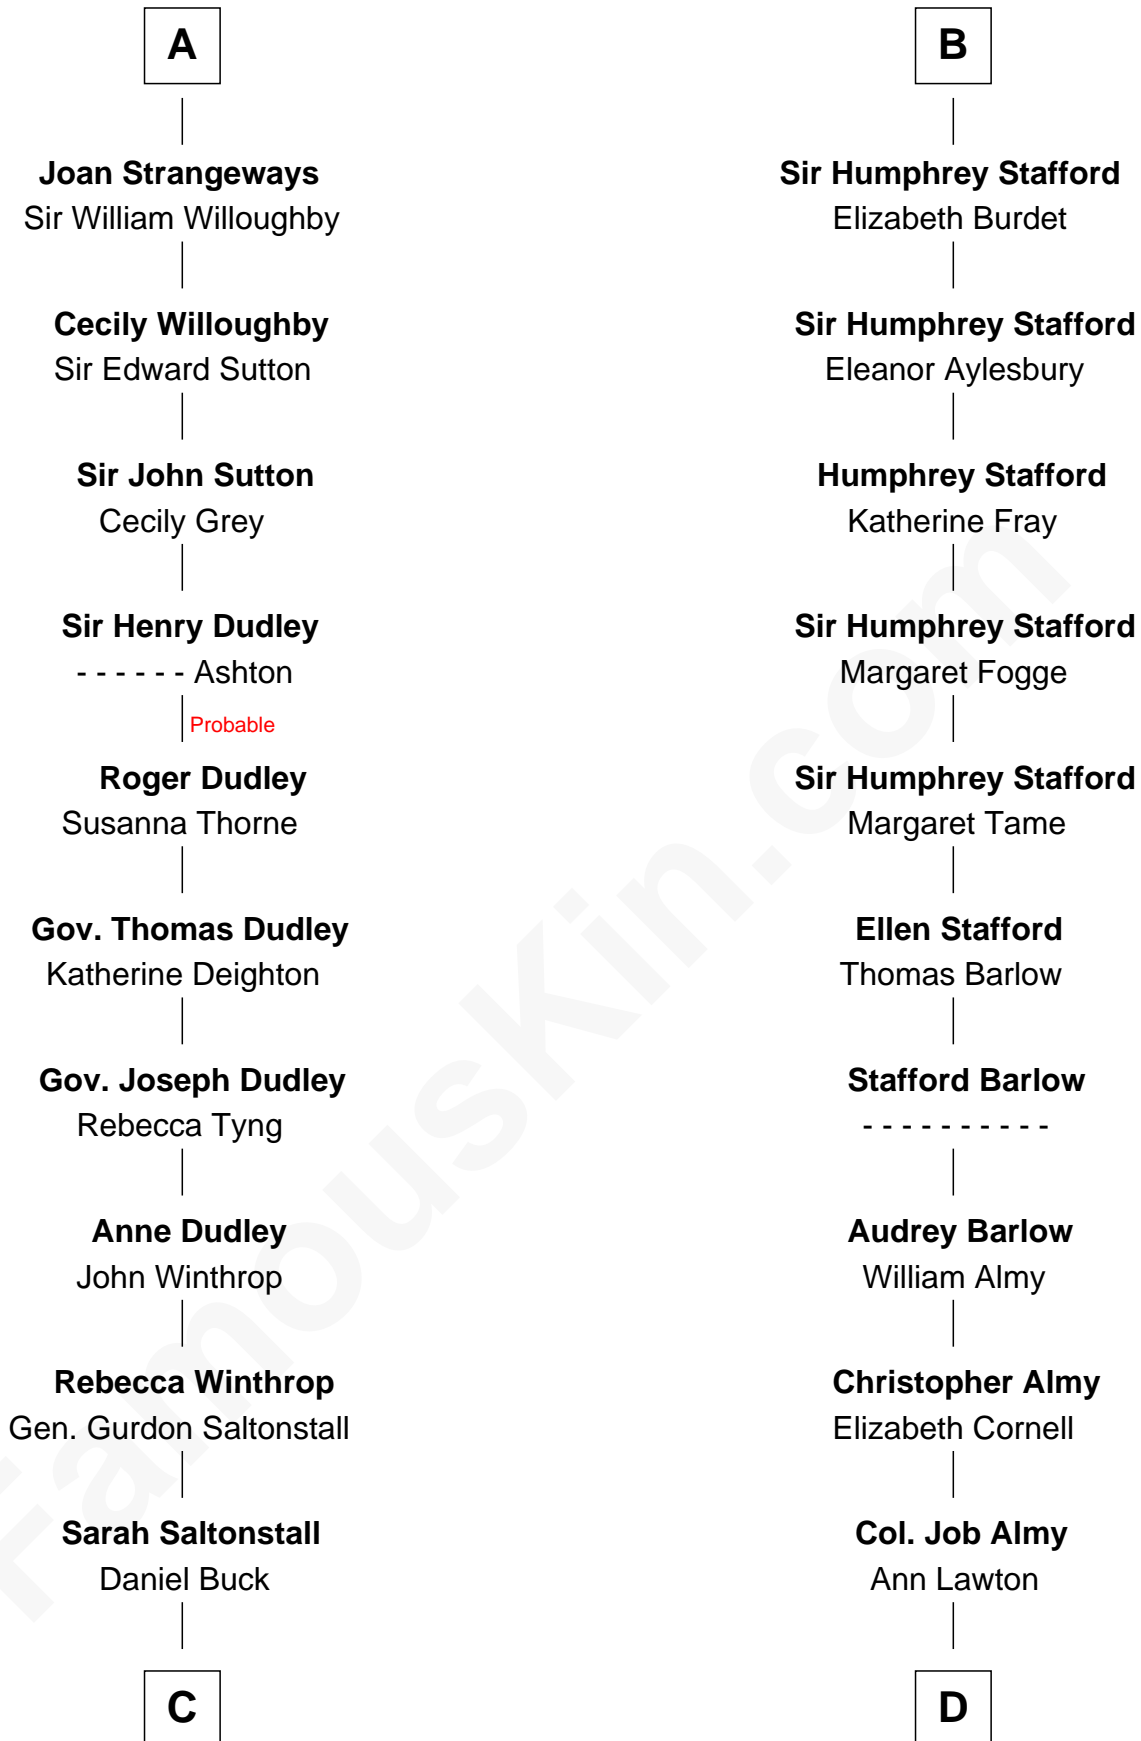 A
Joan Strangeways
Sir William Willoughby
Cecily Willoughby
Sir Edward Sutton
Sir John Sutton
Cecily Grey
Sir Henry Dudley
- - - - - - Ashton
Probable
Roger Dudley
Susanna Thorne
Gov. Thomas Dudley
Katherine Deighton
Gov. Joseph Dudley
Rebecca Tyng
Anne Dudley
John Winthrop
Rebecca Winthrop
Gen. Gurdon Saltonstall
Sarah Saltonstall
Daniel Buck
C
B
Sir Humphrey Stafford
Elizabeth Burdet
Sir Humphrey Stafford
Eleanor Aylesbury
Humphrey Stafford
Katherine Fray
Sir Humphrey Stafford
Margaret Fogge
Sir Humphrey Stafford
Margaret Tame
Ellen Stafford
Thomas Barlow
Stafford Barlow
- - - - - - - - - -
Audrey Barlow
William Almy
Christopher Almy
Elizabeth Cornell
Col. Job Almy
Ann Lawton
D
FamousKin.com